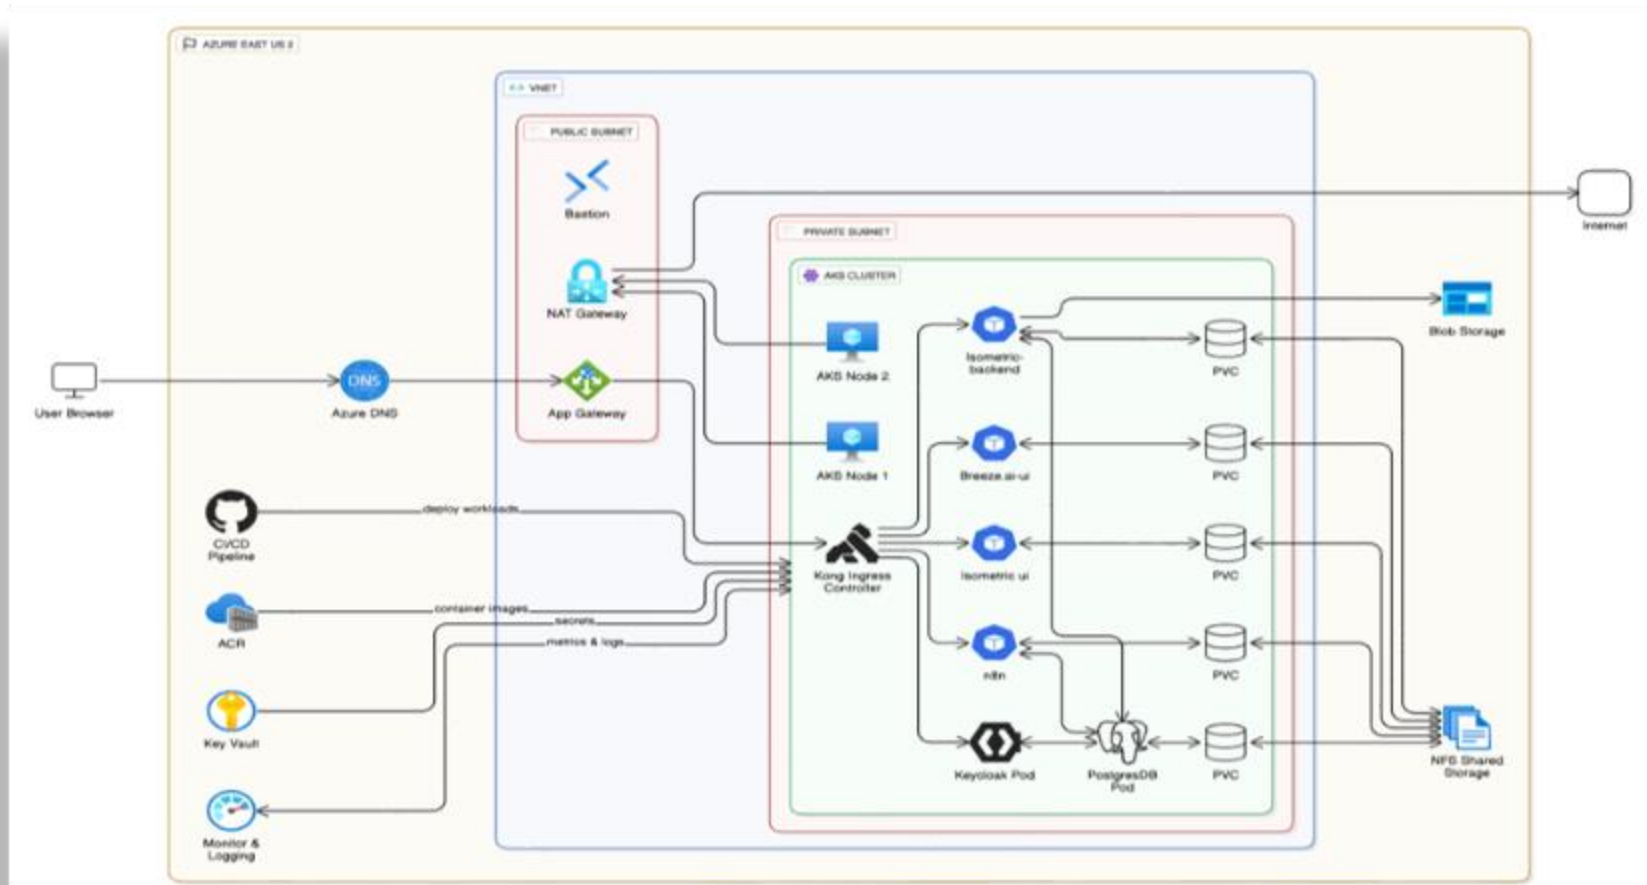 AZURE EAST US 2
VNET
PUBLIC SUBNET
Bastion
NAT Gateway
App Gateway
PRIVATE SUBNET
AKS CLUSTER
AKS Node 2
AKS Node 1
Kong Ingress
Controller
Isometric-
backend
Breeze.ai-ui
Isometric ui
n8n
Keycloak Pod
PostgresDB
Pod
PVC
PVC
PVC
PVC
PVC
Internet
Blob Storage
NFS Shared
Storage
User Browser
DNS
Azure DNS
CI/CD
Pipeline
deploy workloads
ACR
container images
secrets
metrics & logs
Key Vault
Monitor &
Logging